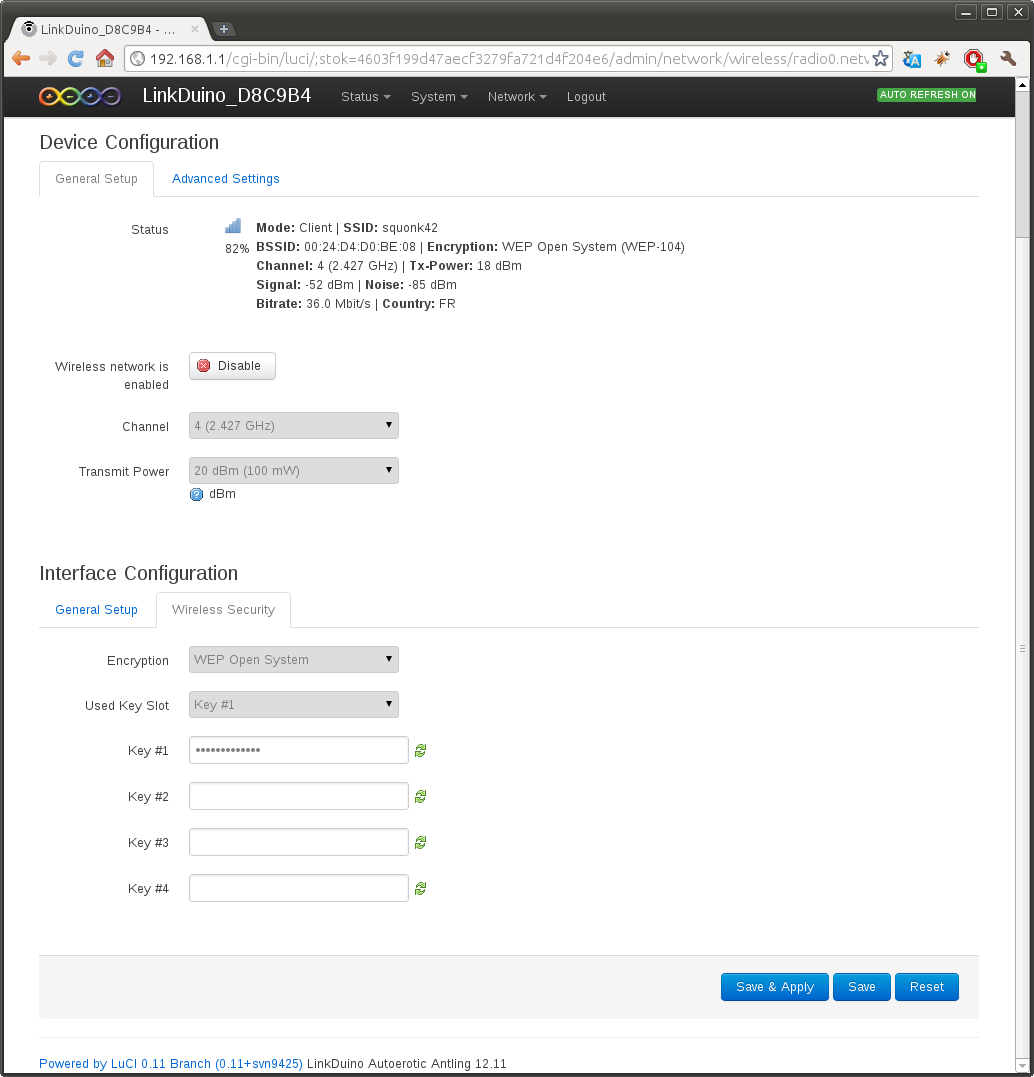 LinkDuino_D8C9B4 - ...
192.168.1.1/cgi-bin/luci/;stok=4603f199d47aecf3279fa721d4f204e6/admin/network/wireless/radio0.netw
LinkDuino_D8C9B4 Status System Network Logout AUTO REFRESH ON
Device Configuration
General Setup Advanced Settings
Status
82%
Mode: Client | SSID: squonk42
BSSID: 00:24:D4:D0:BE:08 | Encryption: WEP Open System (WEP-104)
Channel: 4 (2.427 GHz) | Tx-Power: 18 dBm
Signal: -52 dBm | Noise: -85 dBm
Bitrate: 36.0 Mbit/s | Country: FR
Wireless network is
enabled
Disable
Channel 4 (2.427 GHz)
Transmit Power 20 dBm (100 mW)
dBm
Interface Configuration
General Setup Wireless Security
Encryption WEP Open System
Used Key Slot Key #1
Key #1 •••••••••••••
Key #2
Key #3
Key #4
Save & Apply Save Reset
Powered by LuCI 0.11 Branch (0.11+svn9425) LinkDuino Autoerotic Antling 12.11